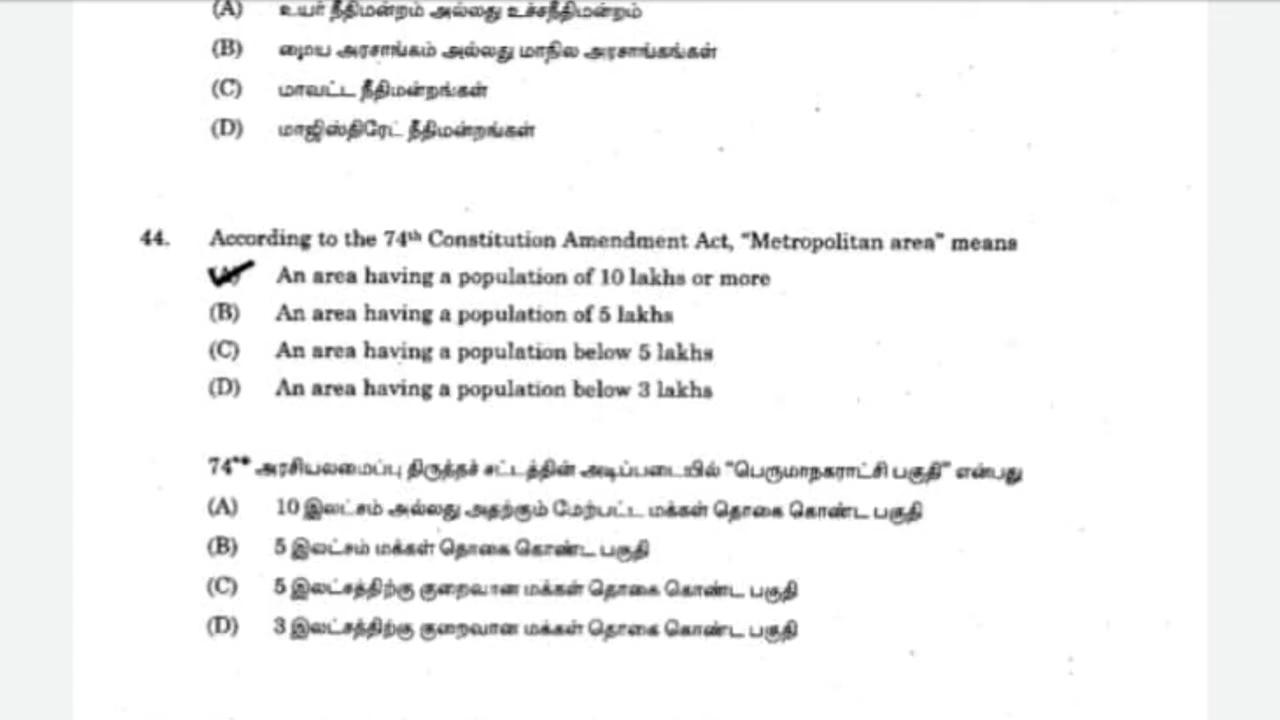 (A) உயர் நீதிமன்றம் அல்லது உச்சநீதிமன்றம்
(B) மைய அரசாங்கம் அல்லது மாநில அரசாங்கங்கள்
(C) மாவட்ட நீதிமன்றங்கள்
(D) மாஜிஸ்திரேட் நீதிமன்றங்கள்
44. According to the 74th Constitution Amendment Act, “Metropolitan area” means
(A) An area having a population of 10 lakhs or more
(B) An area having a population of 5 lakhs
(C) An area having a population below 5 lakhs
(D) An area having a population below 3 lakhs
74 அரசியலமைப்பு திருத்தச் சட்டத்தின் அடிப்படையில் “பெருமாநகராட்சி பகுதி” என்பது
(A) 10 இலட்சம் அல்லது அதற்கும் மேற்பட்ட மக்கள் தொகை கொண்ட பகுதி
(B) 5 இலட்சம் மக்கள் தொகை கொண்ட பகுதி
(C) 5 இலட்சத்திற்கு குறைவான மக்கள் தொகை கொண்ட பகுதி
(D) 3 இலட்சத்திற்கு குறைவான மக்கள் தொகை கொண்ட பகுதி